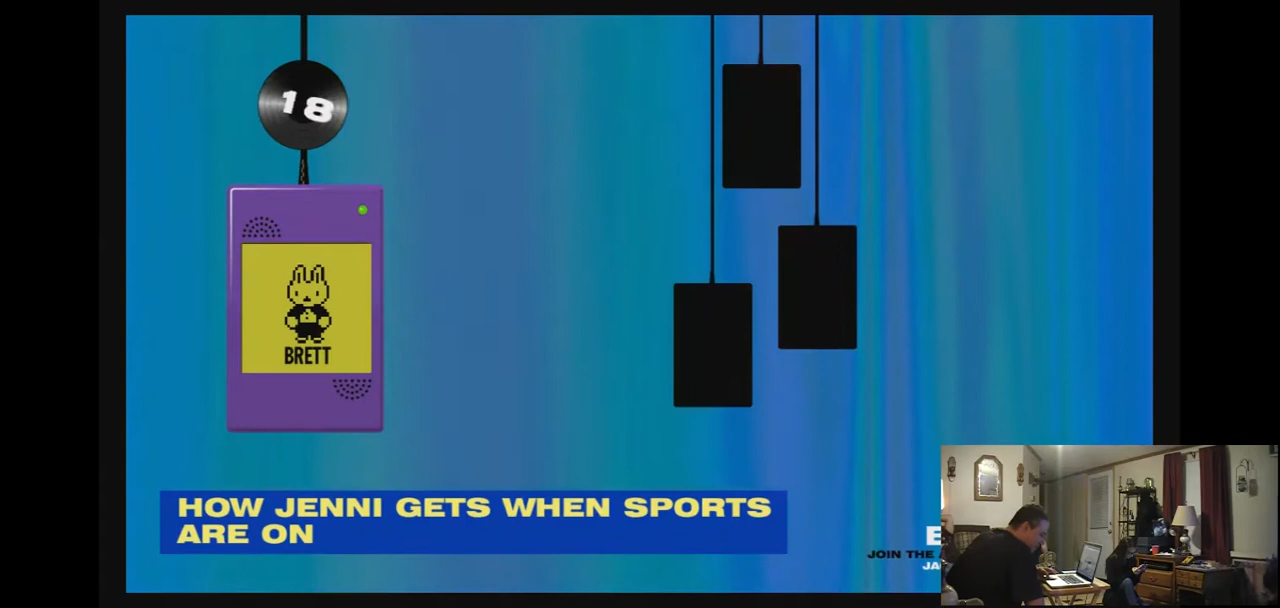 18
BRETT
HOW JENNI GETS WHEN SPORTS
ARE ON
JOIN THE